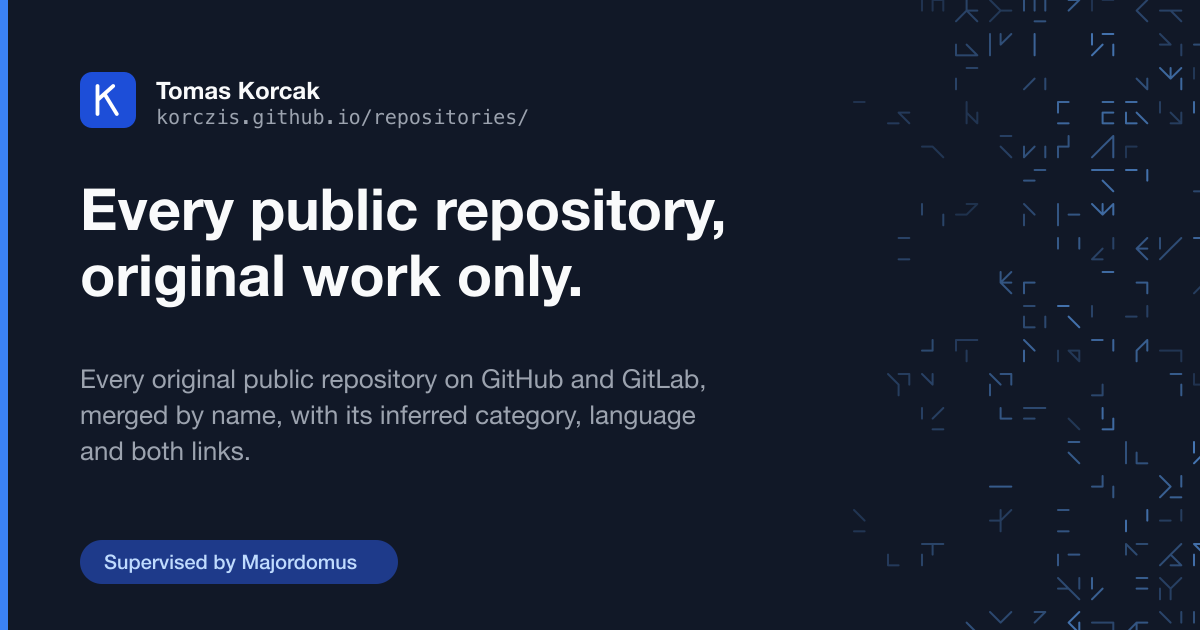 Tomas Korcak
korczis.github.io/repositories/
Every public repository,
original work only.
Every original public repository on GitHub and GitLab,
merged by name, with its inferred category, language
and both links.
Supervised by Majordomus